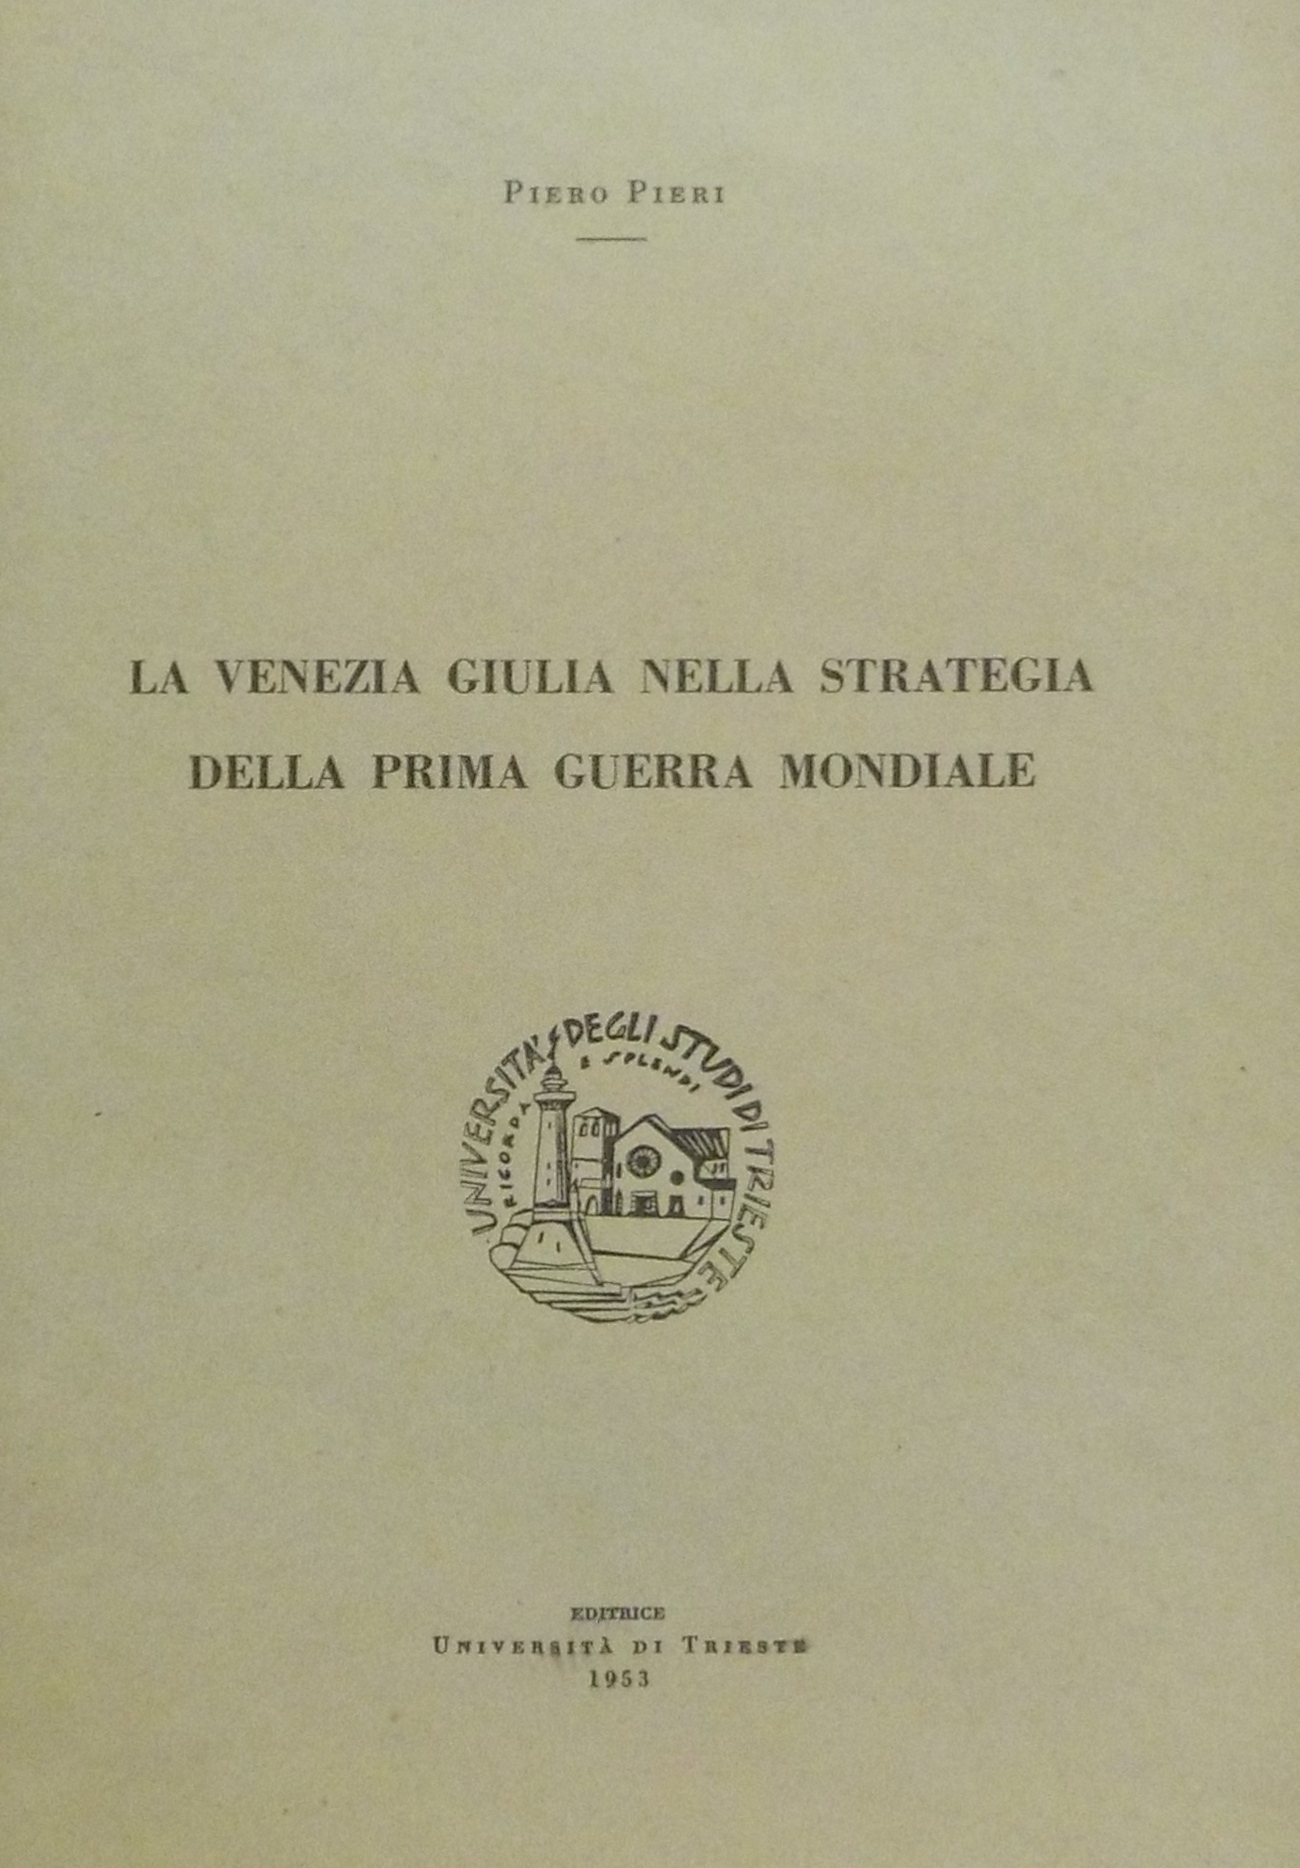 PIERO PIERI
LA VENEZIA GIULIA NELLA STRATEGIA
DELLA PRIMA GUERRA MONDIALE
UNIVERSITA' DEGLI STUDI DI TRIESTE
RICORDA E SPLENDI
EDITRICE
UNIVERSITÀ DI TRIESTE
1953